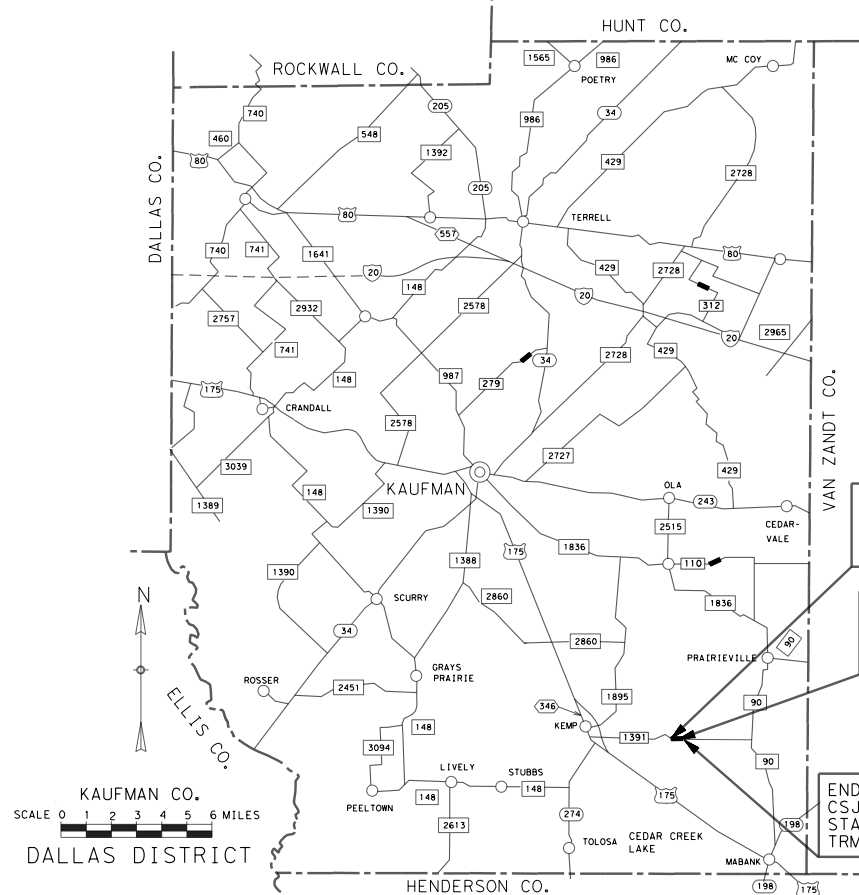 HUNT CO.
ROCKWALL CO.
1565
986
MC COY
POETRY
740
205
460
548
1392
986
34
429
80
2728
205
DALLAS CO.
80
TERRELL
557
740
741
1641
429
2728
80
20
148
2578
20
312
2757
2932
20
2965
741
34
2728
429
148
987
279
175
CRANDALL
2578
2727
3039
VAN ZANDT CO.
1389
148
1390
KAUFMAN
OLA
243
429
CEDAR-
VALE
2515
175
1836
110
1388
1390
2860
1836
N
SCURRY
34
2860
90
PRAIRIEVILLE
ROSSER
GRAYS
PRAIRIE
2451
1895
90
ELLIS CO.
346
KEMP
1391
148
3094
90
LIVELY
STUBBS
KAUFMAN CO.
SCALE 0 1 2 3 4 5 6 MILES
PEELTOWN
148
148
175
END
CSJ
STA
TRM
274
198
2613
TOLOSA
CEDAR CREEK
LAKE
DALLAS DISTRICT
MABANK
HENDERSON CO.
198
175